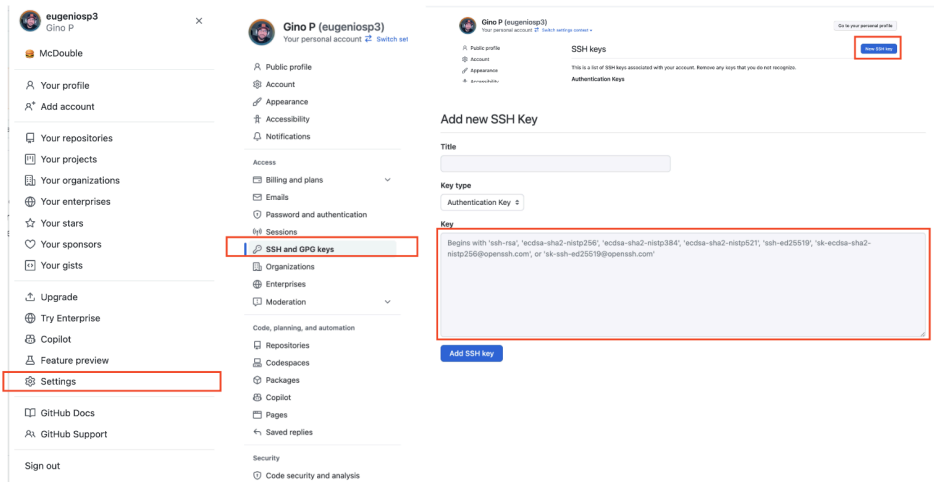 eugeniosp3
Gino P
McDouble
Your profile
Add account
Your repositories
Your projects
Your organizations
Your enterprises
Your stars
Your sponsors
Your gists
Upgrade
Try Enterprise
Copilot
Feature preview
Settings
GitHub Docs
GitHub Support
Sign out
Gino P (eugeniosp3)
Your personal account Switch set
Public profile
Account
Appearance
Accessibility
Notifications
Access
Billing and plans
Emails
Password and authentication
Sessions
SSH and GPG keys
Organizations
Enterprises
Moderation
Code, planning, and automation
Repositories
Codespaces
Packages
Copilot
Pages
Saved replies
Security
Code security and analysis
Gino P (eugeniosp3)
Your personal account Switch settings context
Go to your personal profile
Public profile
Account
Appearance
Accessibility
SSH keys
New SSH key
This is a list of SSH keys associated with your account. Remove any keys that you do not recognize.
Authentication Keys
Add new SSH Key
Title
Key type
Authentication Key
Key
Begins with 'ssh-rsa', 'ecdsa-sha2-nistp256', 'ecdsa-sha2-nistp384', 'ecdsa-sha2-nistp521', 'ssh-ed25519', 'sk-ecdsa-sha2-
nistp256@openssh.com', or 'sk-ssh-ed25519@openssh.com'
Add SSH key